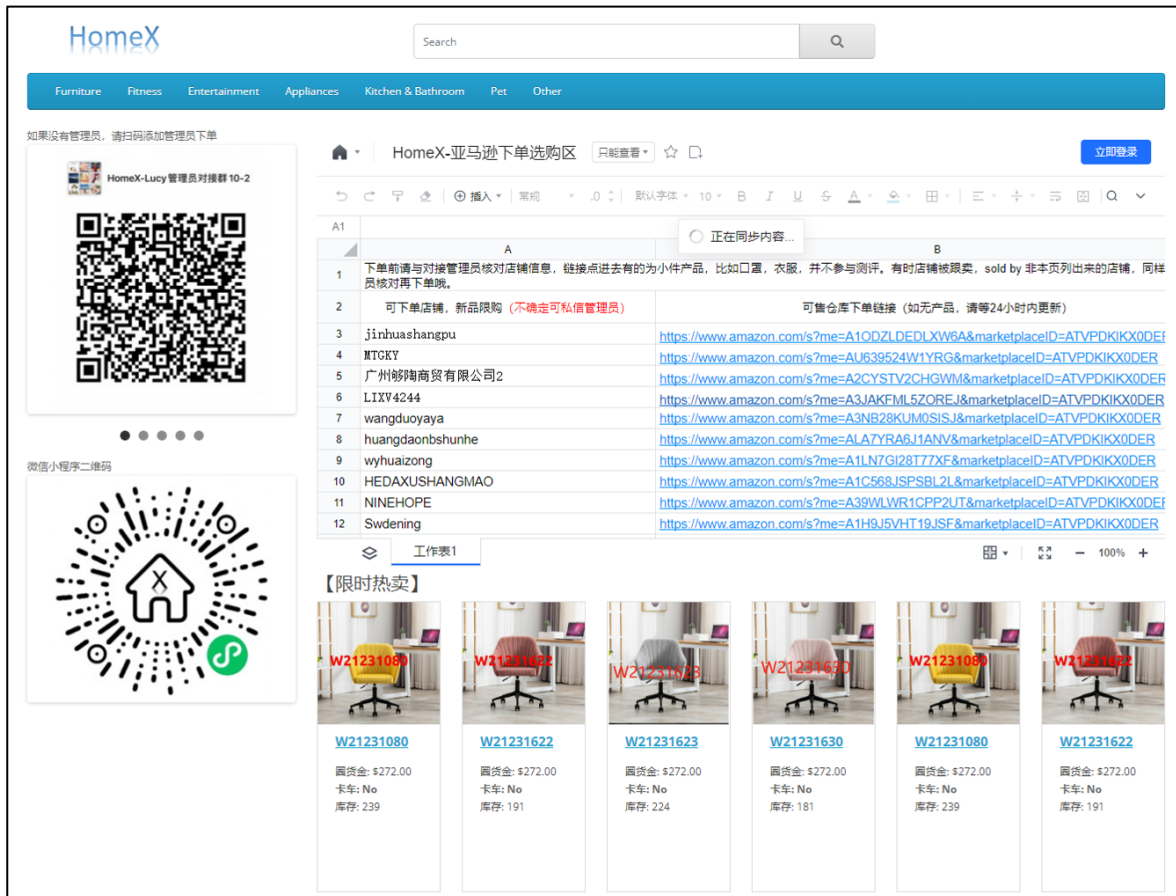 HomeX
Search
Furniture Fitness Entertainment Appliances Kitchen & Bathroom Pet Other
如果没有管理员，请扫码添加管理员下单
HomeX-Lucy管理员对接群10-2
微信小程序二维码
HomeX-亚马逊下单选购区 只能查看 立即登录
插入 常规 .0 默认字体 10 B I U S A
A1
正在同步内容...
A B
1 下单前请与对接管理员核对店铺信息，链接点进去有的为小件产品，比如口罩，衣服，并不参与测评。有时店铺被跟卖，sold by 非本页列出来的店铺，同样
员核对再下单哦。
2 可下单店铺，新品限购（不确定可私信管理员） 可售仓库下单链接（如无产品，请等24小时内更新）
3 jinhuashangpu https://www.amazon.com/s?me=A1ODZLDEDLXW6A&marketplaceID=ATVPDKIKX0DER
4 MTGKY https://www.amazon.com/s?me=AU639524W1YRG&marketplaceID=ATVPDKIKX0DER
5 广州够陶商贸有限公司2 https://www.amazon.com/s?me=A2CYSTV2CHGWM&marketplaceID=ATVPDKIKX0DER
6 LIXV4244 https://www.amazon.com/s?me=A3JAKFML5ZOREJ&marketplaceID=ATVPDKIKX0DER
7 wangduoyaya https://www.amazon.com/s?me=A3NB28KUM0SISJ&marketplaceID=ATVPDKIKX0DER
8 huangdaonbshunhe https://www.amazon.com/s?me=ALA7YRA6J1ANV&marketplaceID=ATVPDKIKX0DER
9 wyhuaizong https://www.amazon.com/s?me=A1LN7GI28T77XF&marketplaceID=ATVPDKIKX0DER
10 HEDAXUSHANGMAO https://www.amazon.com/s?me=A1C568JSPSBL2L&marketplaceID=ATVPDKIKX0DER
11 NINEHOPE https://www.amazon.com/s?me=A39WLWR1CPP2UT&marketplaceID=ATVPDKIKX0DER
12 Swdening https://www.amazon.com/s?me=A1H9J5VHT19JSF&marketplaceID=ATVPDKIKX0DER
工作表1 100%
【限时热卖】
W21231080 W21231622 W21231623 W21231630 W21231080 W21231622
W21231080 W21231622 W21231623 W21231630 W21231080 W21231622
囤货金: $272.00 囤货金: $272.00 囤货金: $272.00 囤货金: $272.00 囤货金: $272.00 囤货金: $272.00
卡车: No 卡车: No 卡车: No 卡车: No 卡车: No 卡车: No
库存: 239 库存: 191 库存: 224 库存: 181 库存: 239 库存: 191